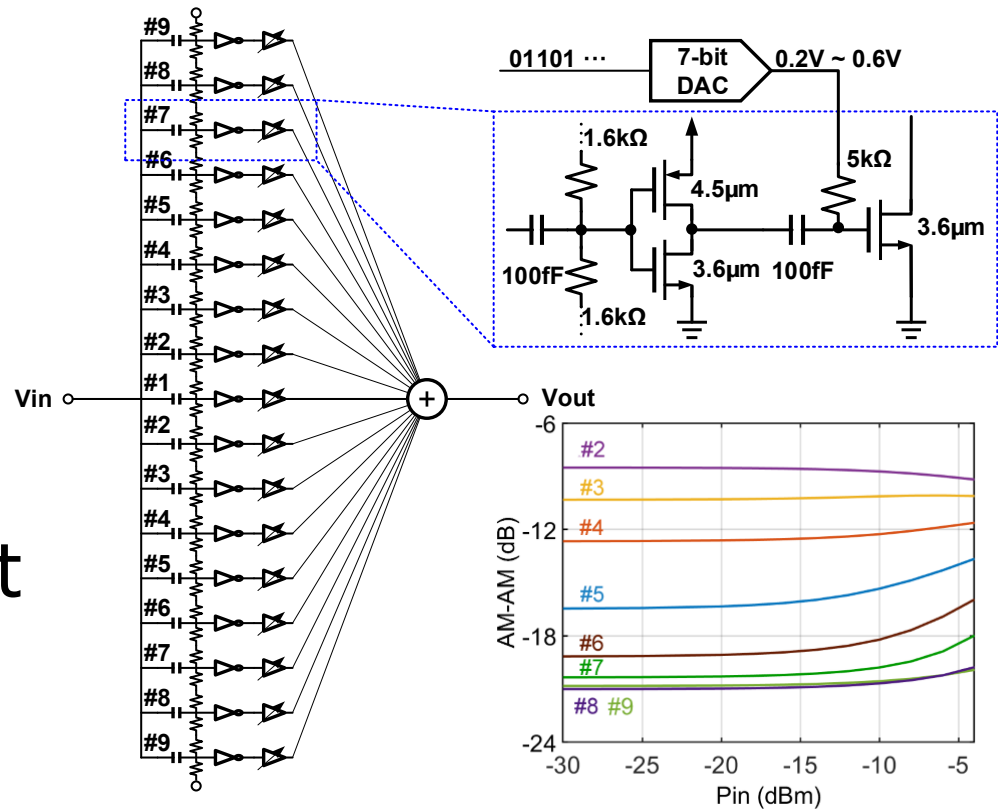 #9
#8
#7
#6
#5
#4
#3
#2
#1
#2
#3
#4
#5
#6
#7
#8
#9
Vin
+
Vout
t
01101 ···
7-bit
DAC
0.2V ~ 0.6V
1.6kΩ
5kΩ
4.5μm
3.6μm
100fF
3.6μm
100fF
1.6kΩ
AM-AM (dB)
-6
-12
-18
-24
#2
#3
#4
#5
#6
#7
#8 #9
-30 -25 -20 -15 -10 -5
Pin (dBm)